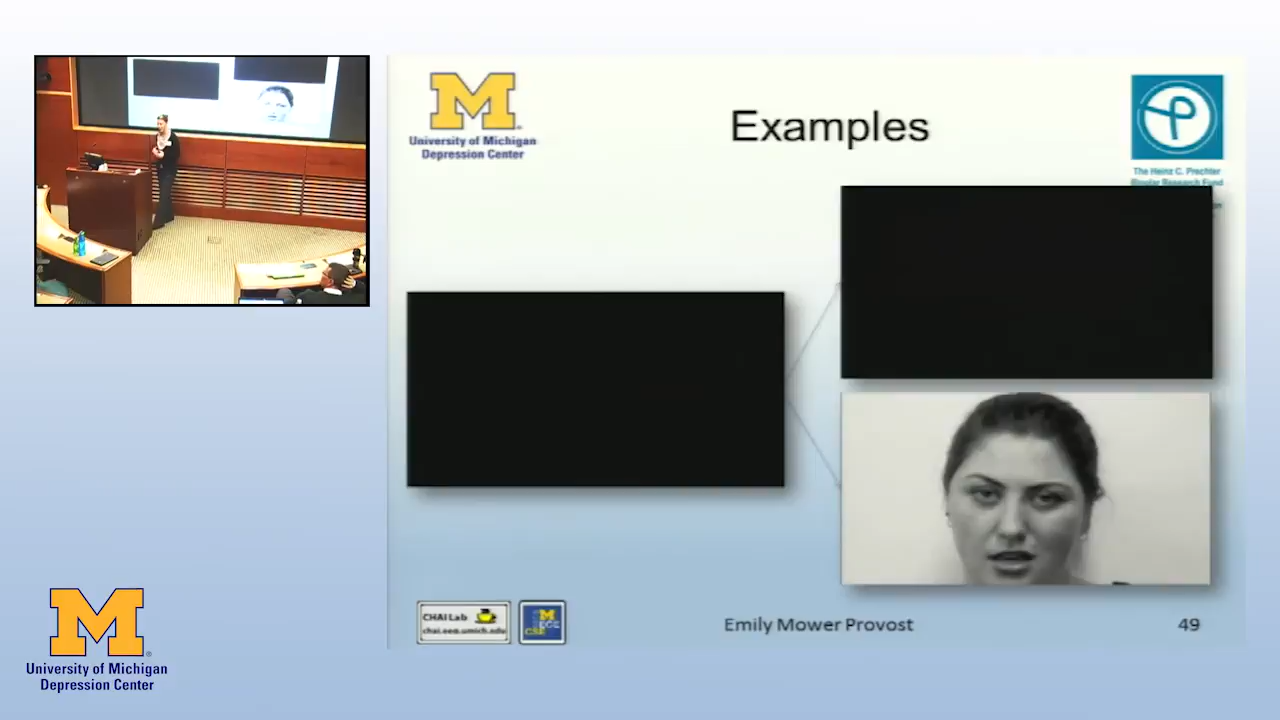 M
University of Michigan
Depression Center
Examples
The Heinz C. Prechter
Bipolar Research Fund
CHAI Lab
chai.eecs.umich.edu
M
CSE
Emily Mower Provost
49
M
University of Michigan
Depression Center